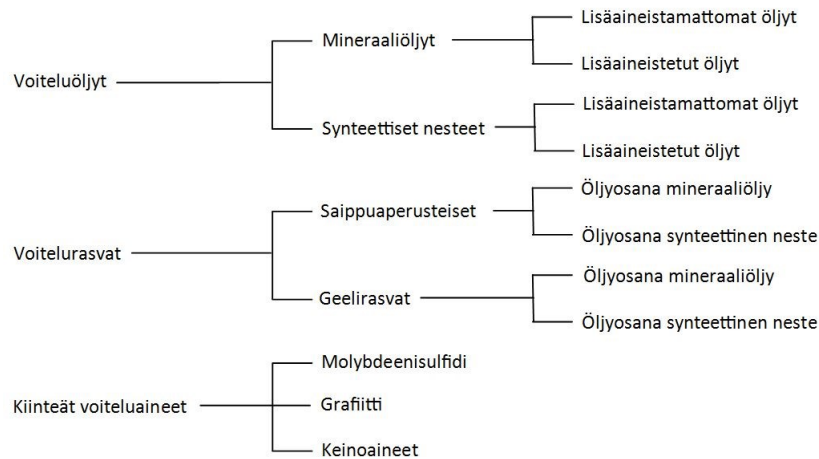 Voiteluöljyt
Mineraaliöljyt
Lisäaineistamattomat öljyt
Lisäaineistetut öljyt
Synteettiset nesteet
Lisäaineistamattomat öljyt
Lisäaineistetut öljyt
Voitelurasvat
Saippuaperusteiset
Öljyosana mineraaliöljy
Öljyosana synteettinen neste
Geelirasvat
Öljyosana mineraaliöljy
Öljyosana synteettinen neste
Kiinteät voiteluaineet
Molybdeenisulfidi
Grafiitti
Keinoaineet